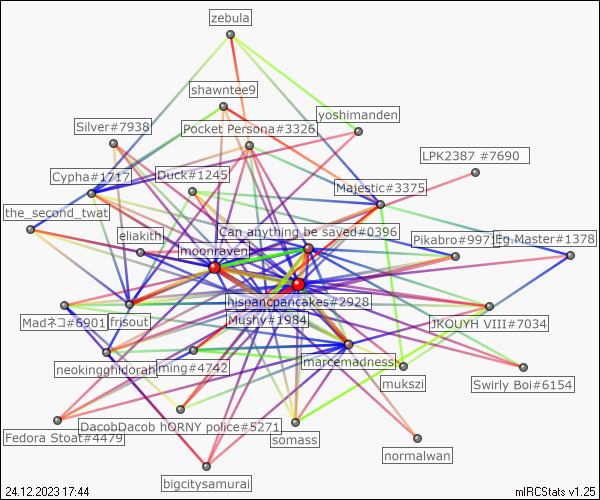 zebula
shawntee9
yoshimanden
Silver#7938
Pocket Persona#3326
LPK2387 #7690
Cypha#1717
Duck#1245
Majestic#3375
the_second_twat
eliakith
Can anything be sayed#0396
moonraven
Pikabro#9971
Eg.Master#1378
hispanicpancakes#2928
Madネコ#6901
frisout
Mushy#1984
JKOUYH VIII#7034
neokingghidorah
ming#4742
marcemadness
mukszi
Swirly Boi#6154
Fedora Stoat#4479
DacobDacob hORNY police#5271
somass
normalwan
bigcitysamurai
24.12.2023 17:44
mIRCStats v1.25